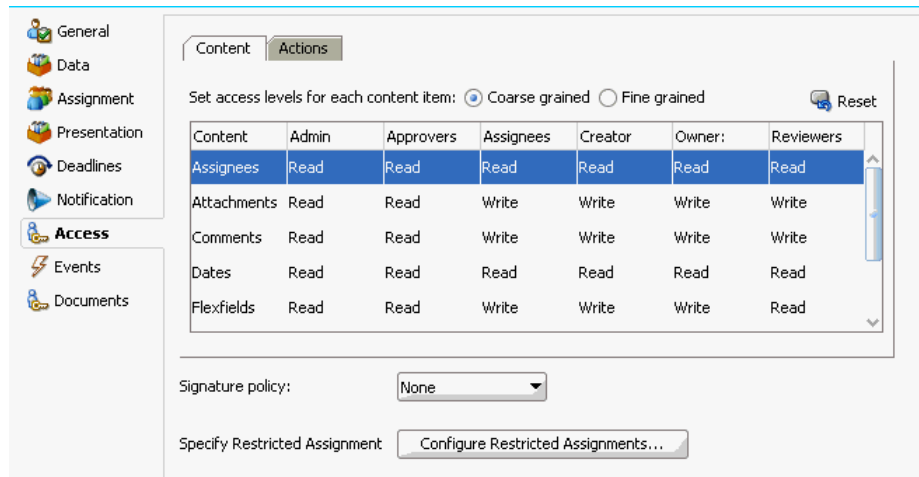 General
Data
Assignment
Presentation
Deadlines
Notification
Access
Events
Documents
Content Actions
Set access levels for each content item: Coarse grained Fine grained Reset
Content Admin Approvers Assignees Creator Owner: Reviewers
Assignees Read Read Read Read Read Read
Attachments Read Read Write Write Write Write
Comments Read Read Write Write Write Write
Dates Read Read Read Read Read Read
Flexfields Read Read Write Write Write Read
Signature policy: None
Specify Restricted Assignment Configure Restricted Assignments...